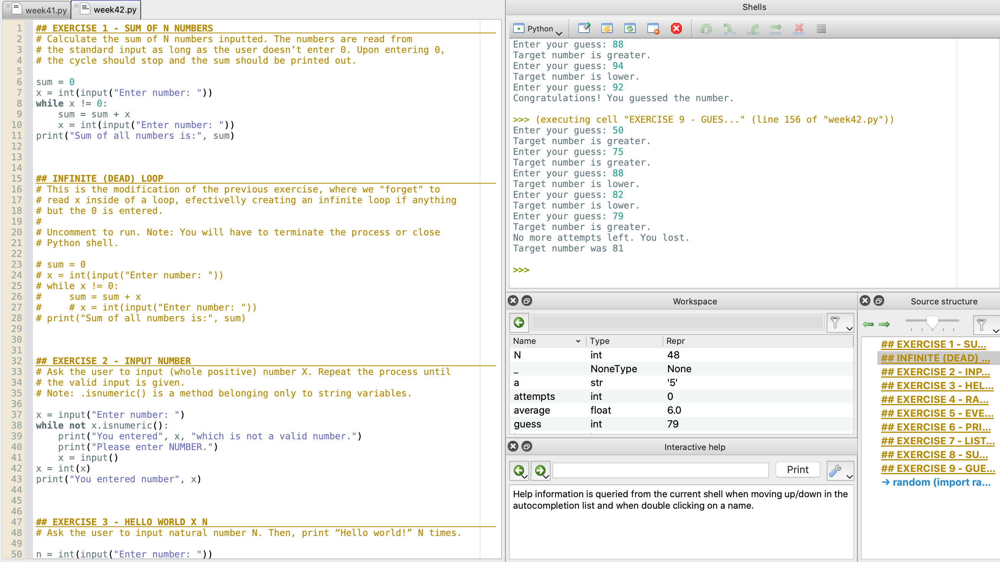 week41.py
week42.py
1 ## EXERCISE 1 - SUM OF N NUMBERS
2 # Calculate the sum of N numbers inputted. The numbers are read from
3 # the standard input as long as the user doesn’t enter 0. Upon entering 0,
4 # the cycle should stop and the sum should be printed out.
5
6 sum = 0
7 x = int(input("Enter number: "))
8 while x != 0:
9     sum = sum + x
10     x = int(input("Enter number: "))
11 print("Sum of all numbers is:", sum)
12
13
14
15 ## INFINITE (DEAD) LOOP
16 # This is the modification of the previous exercise, where we "forget" to
17 # read x inside of a loop, efectivelly creating an infinite loop if anything
18 # but the 0 is entered.
19 #
20 # Uncomment to run. Note: You will have to terminate the process or close
21 # Python shell.
22
23 # sum = 0
24 # x = int(input("Enter number: "))
25 # while x != 0:
26 #     sum = sum + x
27 #     # x = int(input("Enter number: "))
28 # print("Sum of all numbers is:", sum)
29
30
31
32 ## EXERCISE 2 - INPUT NUMBER
33 # Ask the user to input (whole positive) number X. Repeat the process until
34 # the valid input is given.
35 # Note: .isnumeric() is a method belonging only to string variables.
36
37 x = input("Enter number: ")
38 while not x.isnumeric():
39     print("You entered", x, "which is not a valid number.")
40     print("Please enter NUMBER.")
41     x = input()
42 x = int(x)
43 print("You entered number", x)
44
45
46
47 ## EXERCISE 3 - HELLO WORLD X N
48 # Ask the user to input natural number N. Then, print “Hello world!” N times.
49
50 n = int(input("Enter number: "))
Shells
Python
Enter your guess: 88
Target number is greater.
Enter your guess: 94
Target number is lower.
Enter your guess: 92
Congratulations! You guessed the number.
>>> (executing cell "EXERCISE 9 - GUES..." (line 156 of "week42.py"))
Enter your guess: 50
Target number is greater.
Enter your guess: 75
Target number is greater.
Enter your guess: 88
Target number is lower.
Enter your guess: 82
Target number is lower.
Enter your guess: 79
Target number is greater.
No more attempts left. You lost.
Target number was 81
>>>
Workspace
Name Type Repr
N int 48
_ NoneType None
a str '5'
attempts int 0
average float 6.0
guess int 79
Interactive help
Print
Help information is queried from the current shell when moving up/down in the
autocompletion list and when double clicking on a name.
Source structure
## EXERCISE 1 - SU...
## INFINITE (DEAD) ...
## EXERCISE 2 - INP...
## EXERCISE 3 - HEL...
## EXERCISE 4 - RA...
## EXERCISE 5 - EVE...
## EXERCISE 6 - PRI...
## EXERCISE 7 - LIST...
## EXERCISE 8 - SU...
## EXERCISE 9 - GUE...
→ random (import ra...